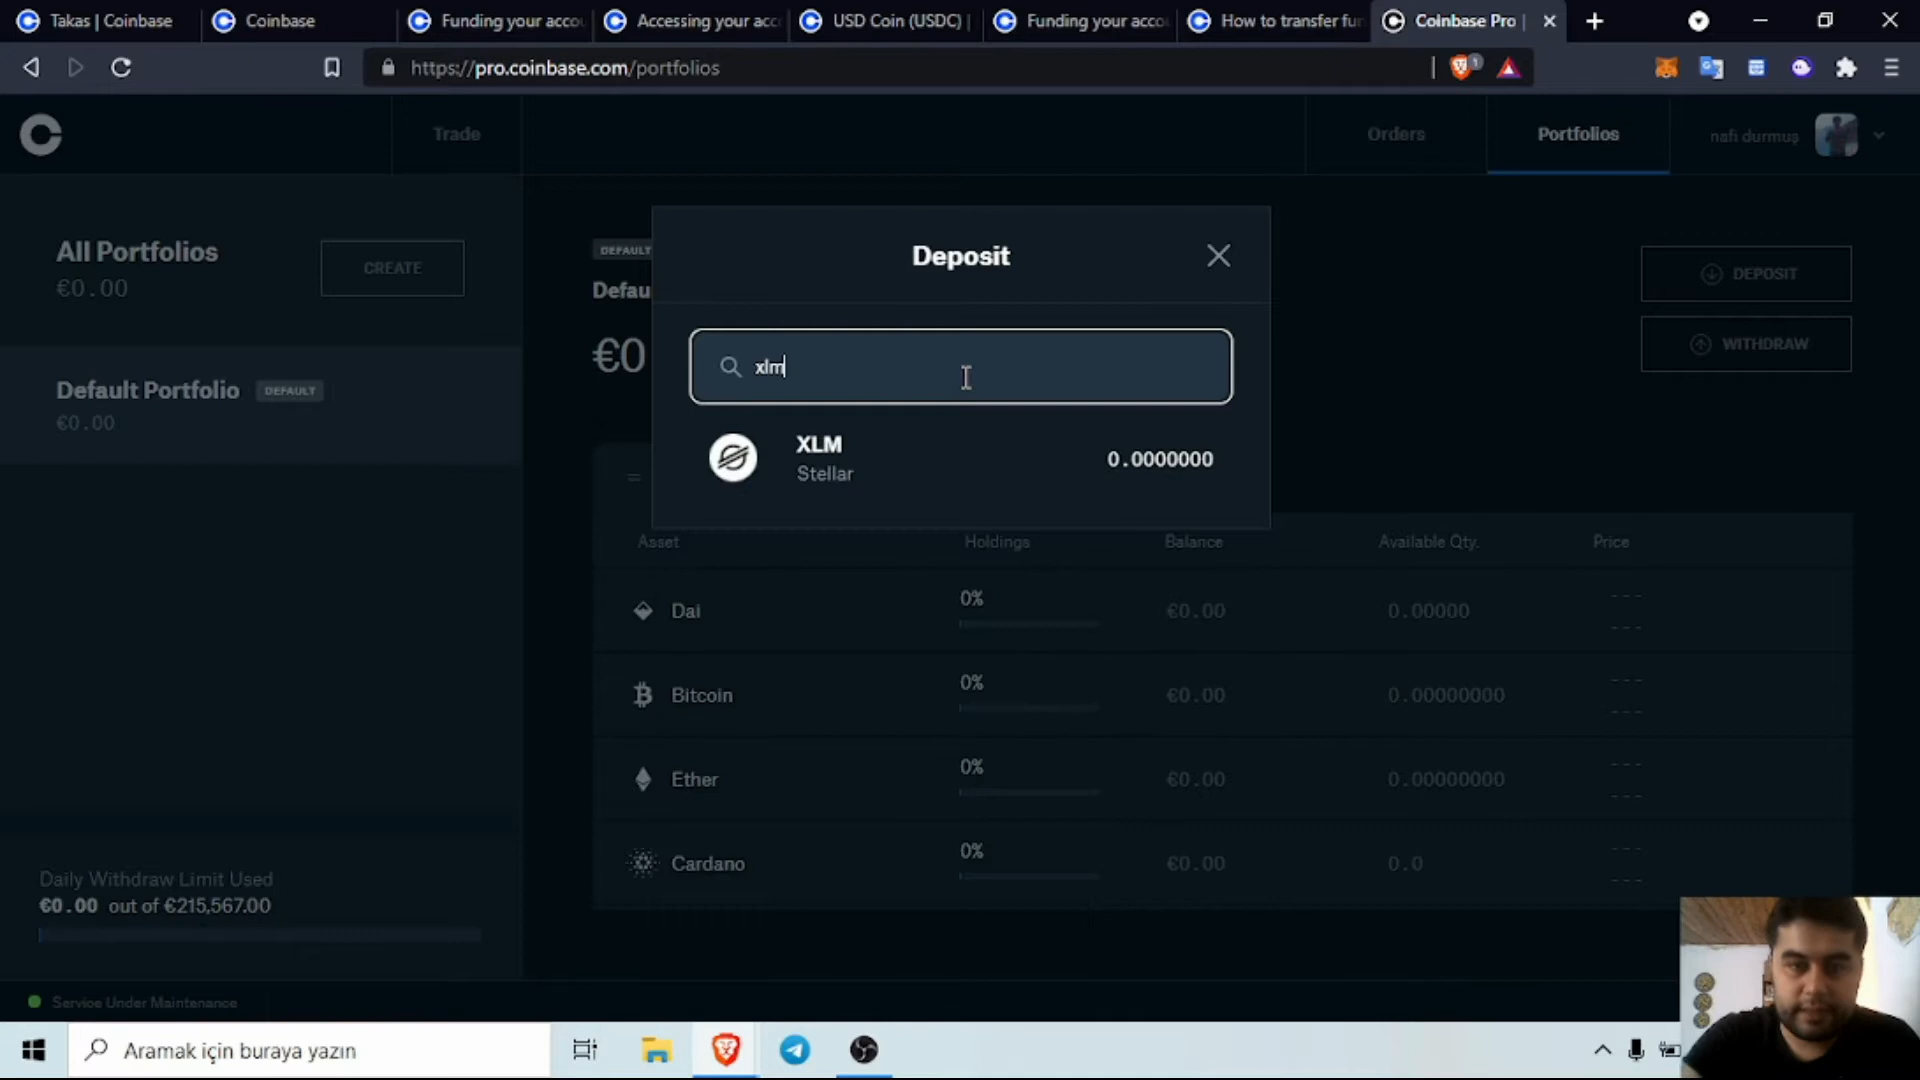 Takas | Coinbase
Coinbase
Funding your accou
Accessing your acc
USD Coin (USDC) |
Funding your acco
How to transfer fu
Coinbase Pro |
https://pro.coinbase.com/portfolios
1
Trade
Orders
Portfolios
nafi durmuş
All Portfolios
€0.00
CREATE
DEFAULT
Defau
€0
Deposit
DEPOSIT
WITHDRAW
xlm
Default Portfolio DEFAULT
€0.00
XLM
Stellar
0.0000000
Asset Holdings Balance Available Qty. Price
Dai 0% €0.00 0.00000 ---
---
Bitcoin 0% €0.00 0.00000000 ---
---
Ether 0% €0.00 0.00000000 ---
---
Cardano 0% €0.00 0.0 ---
---
Daily Withdraw Limit Used
€0.00 out of €215,567.00
Service Under Maintenance
Aramak için buraya yazın